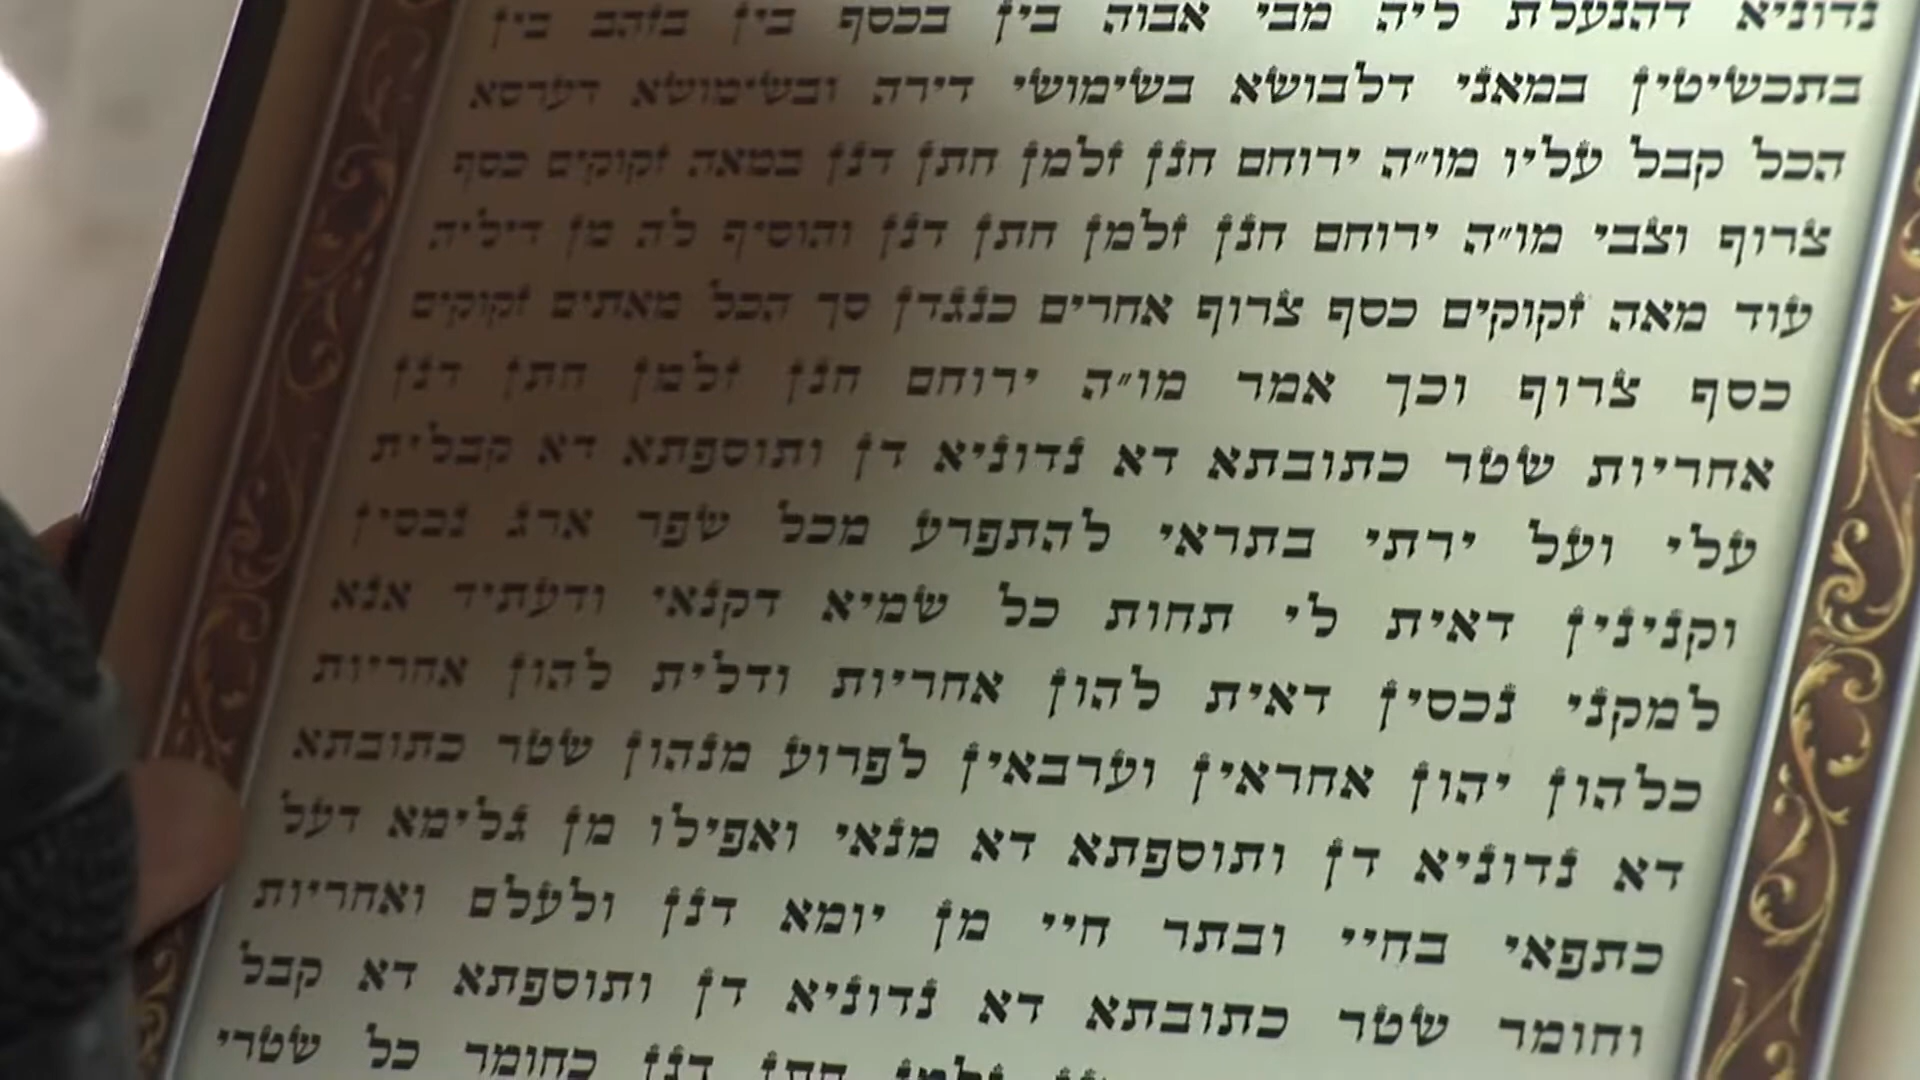 נדוניא דהנעלת ליה מבי אבוה בין בכסף בין בזהב בין
בתכשיטין במאני דלבושא בשימושי דירה ובשימושא דערסא
הכל קבל עליו מו״ה ירוחם חנן זלמן חתן דנן במאה זקוקים כסף
צרוף וצבי מו״ה ירוחם חנן זלמן חתן דנן והוסיף לה מן דיליה
עוד מאה זקוקים כסף צרוף אחרים כנגדן סך הכל מאתים זקוקים
כסף צרוף וכך אמר מו״ה ירוחם חנן זלמן חתן דנן
אחריות שטר כתובתא דא נדוניא דן ותוספתא דא קבלית
עלי ועל ירתי בתראי להתפרע מכל שפר ארג נכסין
וקנינין דאית לי תחות כל שמיא דקנאי ודעתיד אנא
למקני נכסין דאית להון אחריות ודלית להון אחריות
כלהון יהון אחראין וערבאין לפרוע מנהון שטר כתובתא
דא נדוניא דן ותוספתא דא מנאי ואפילו מן גלימא דעל
כתפאי בחיי ובתר חיי מן יומא דנן ולעלם ואחריות
וחומר שטר כתובתא דא נדוניא דן ותוספתא דא קבל
זלמן חתן דנן כחומר כל שטרי